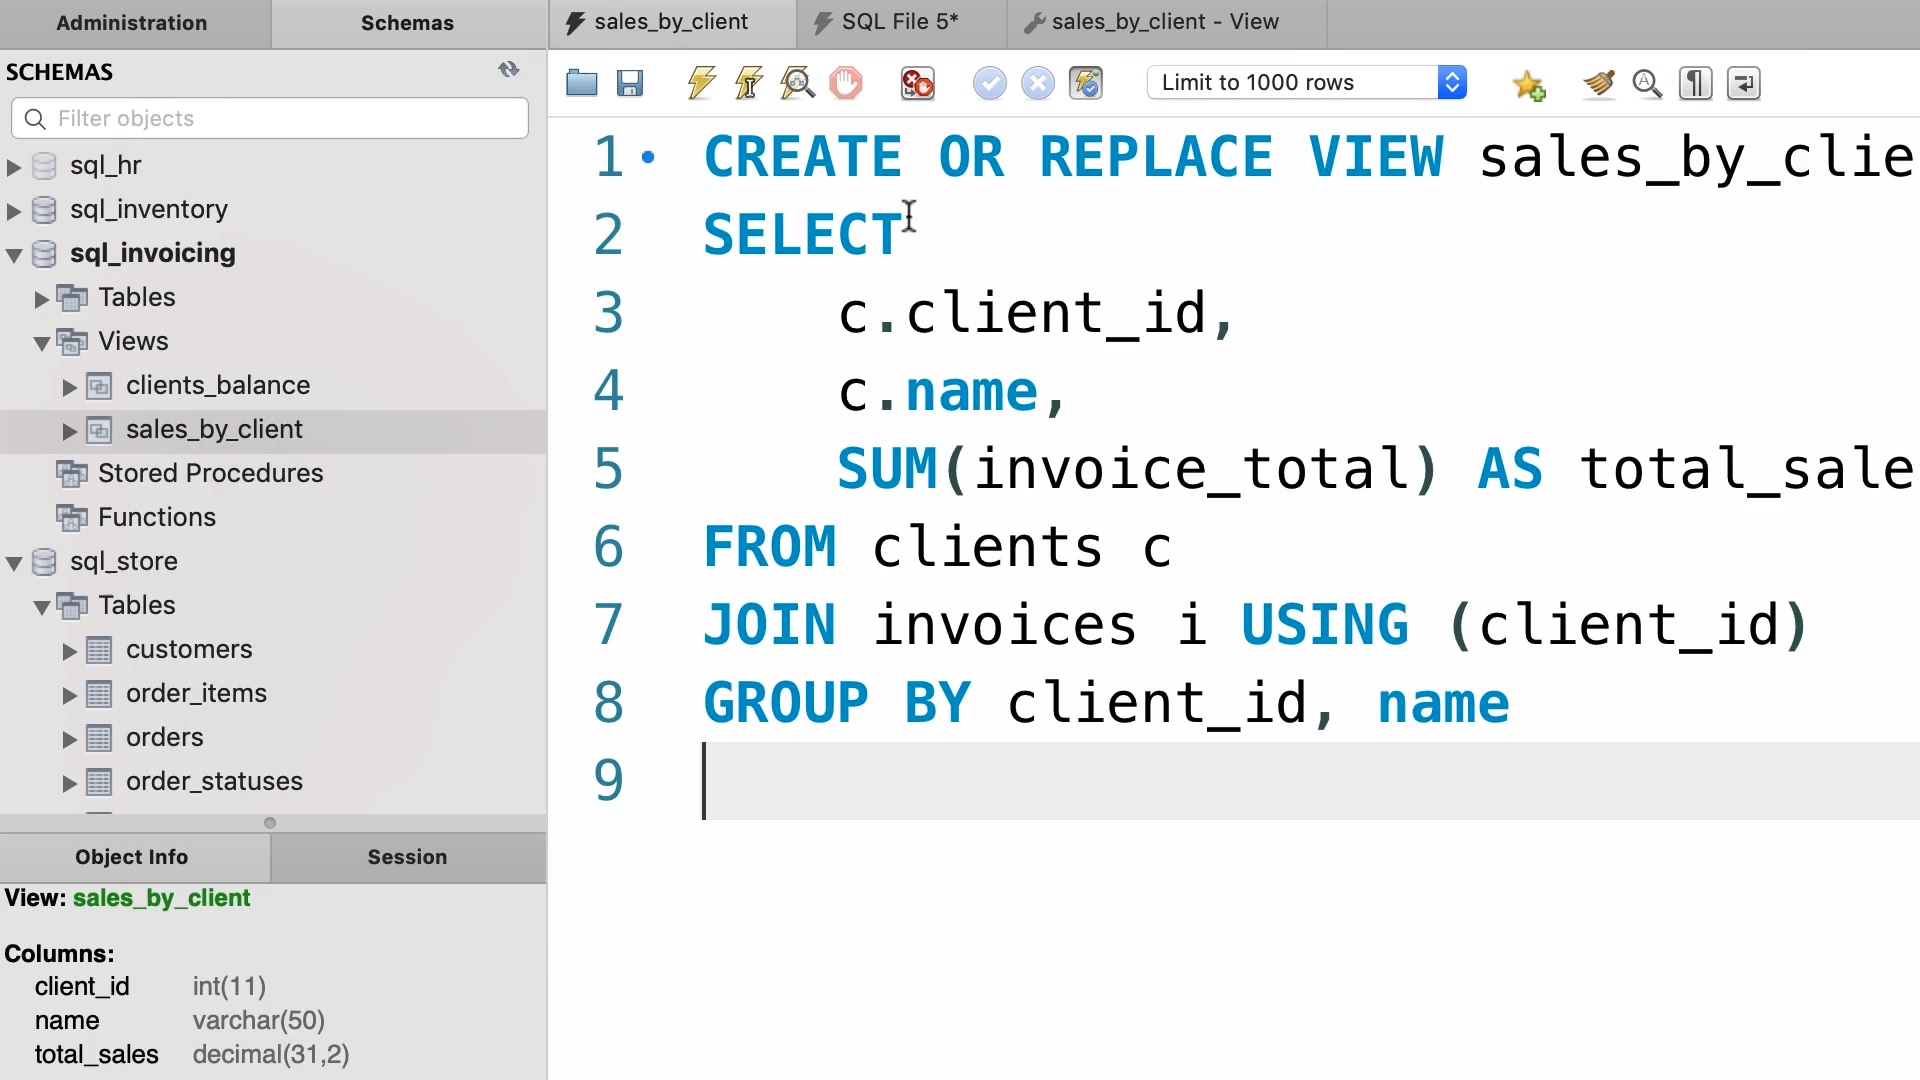 Administration
Schemas
sales_by_client
SQL File 5*
sales_by_client - View
SCHEMAS
Filter objects
Limit to 1000 rows
sql_hr
sql_inventory
sql_invoicing
Tables
Views
clients_balance
sales_by_client
Stored Procedures
Functions
sql_store
Tables
customers
order_items
orders
order_statuses
Object Info
Session
View: sales_by_client
Columns:
client_id int(11)
name varchar(50)
total_sales decimal(31,2)
1 CREATE OR REPLACE VIEW sales_by_clie
2 SELECT
3 c.client_id,
4 c.name,
5 SUM(invoice_total) AS total_sale
6 FROM clients c
7 JOIN invoices i USING (client_id)
8 GROUP BY client_id, name
9